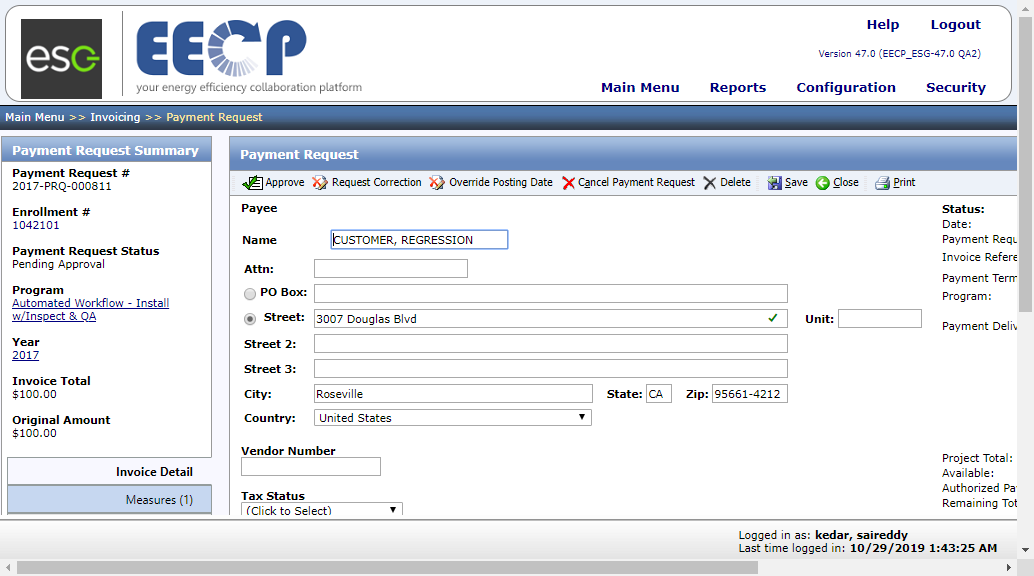 esg
EECP
your energy efficiency collaboration platform
Help Logout
Version 47.0 (EECP_ESG-47.0 QA2)
Main Menu Reports Configuration Security
Main Menu >> Invoicing >> Payment Request
Payment Request Summary
Payment Request #
2017-PRQ-000811
Enrollment #
1042101
Payment Request Status
Pending Approval
Program
Automated Workflow - Install
w/Inspect & QA
Year
2017
Invoice Total
$100.00
Original Amount
$100.00
Invoice Detail
Measures (1)
Payment Request
Approve Request Correction Override Posting Date Cancel Payment Request Delete Save Close Print
Payee
Name CUSTOMER, REGRESSION
Attn:
PO Box:
Street: 3007 Douglas Blvd Unit:
Street 2:
Street 3:
City: Roseville State: CA Zip: 95661-4212
Country: United States
Vendor Number
Tax Status
(Click to Select)
Status:
Date:
Payment Requ
Invoice Refere
Payment Term
Program:
Payment Deliv
Project Total:
Available:
Authorized Pa
Remaining Tot
Logged in as: kedar, saireddy
Last time logged in: 10/29/2019 1:43:25 AM